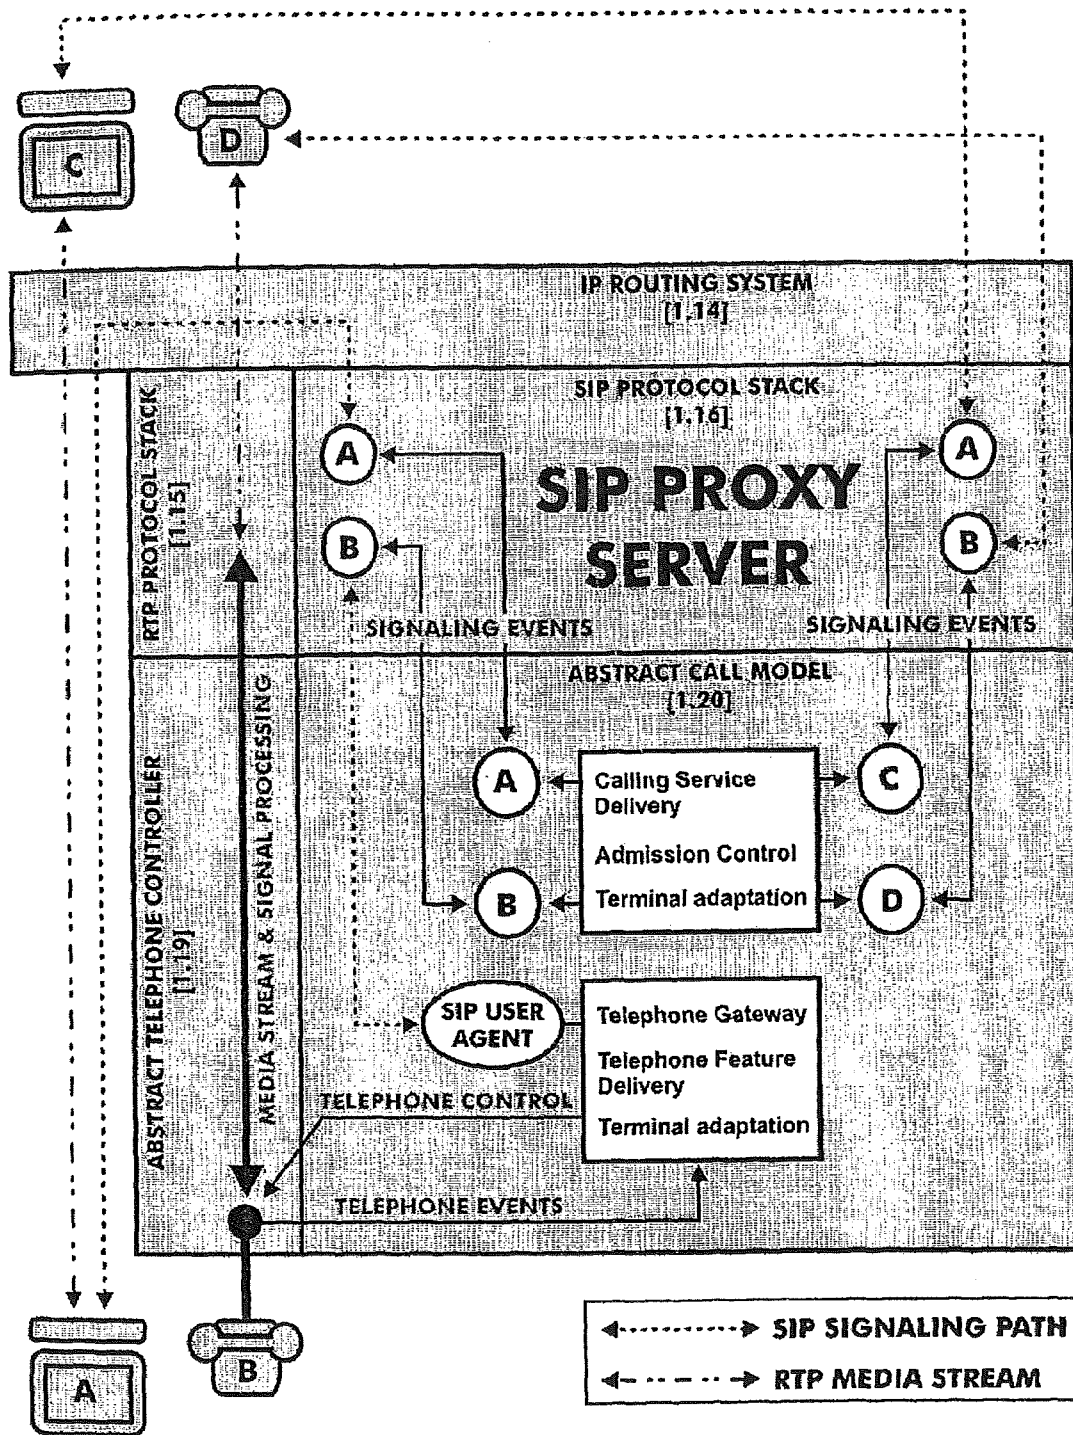 C
D
IP ROUTING SYSTEM
[1.14]
RTP PROTOCOL STACK
[1.15]
SIP PROTOCOL STACK
[1.16]
A
B
SIP PROXY
SERVER
A
B
SIGNALING EVENTS
SIGNALING EVENTS
ABSTRACT CALL MODEL
[1.20]
ABSTRACT TELEPHONE CONTROLLER
[1.19]
MEDIA STREAM & SIGNAL PROCESSING
A
B
Calling Service
Delivery
Admission Control
Terminal adaptation
C
D
SIP USER
AGENT
Telephone Gateway
Telephone Feature
Delivery
Terminal adaptation
TELEPHONE CONTROL
TELEPHONE EVENTS
A
B
SIP SIGNALING PATH
RTP MEDIA STREAM